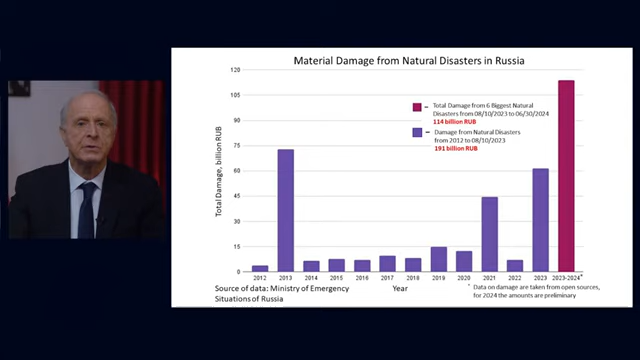 Material Damage from Natural Disasters in Russia
120
105
90
75
60
45
30
15
0
Total Damage, billion RUB
– Total Damage from 6 Biggest Natural
Disasters from 08/10/2023 to 06/30/2024
114 billion RUB
– Damage from Natural Disasters
from 2012 to 08/10/2023
191 billion RUB
2012 2013 2014 2015 2016 2017 2018 2019 2020 2021 2022 2023 2023-2024*
Year
Source of data: Ministry of Emergency
Situations of Russia
* Data on damage are taken from open sources,
for 2024 the amounts are preliminary